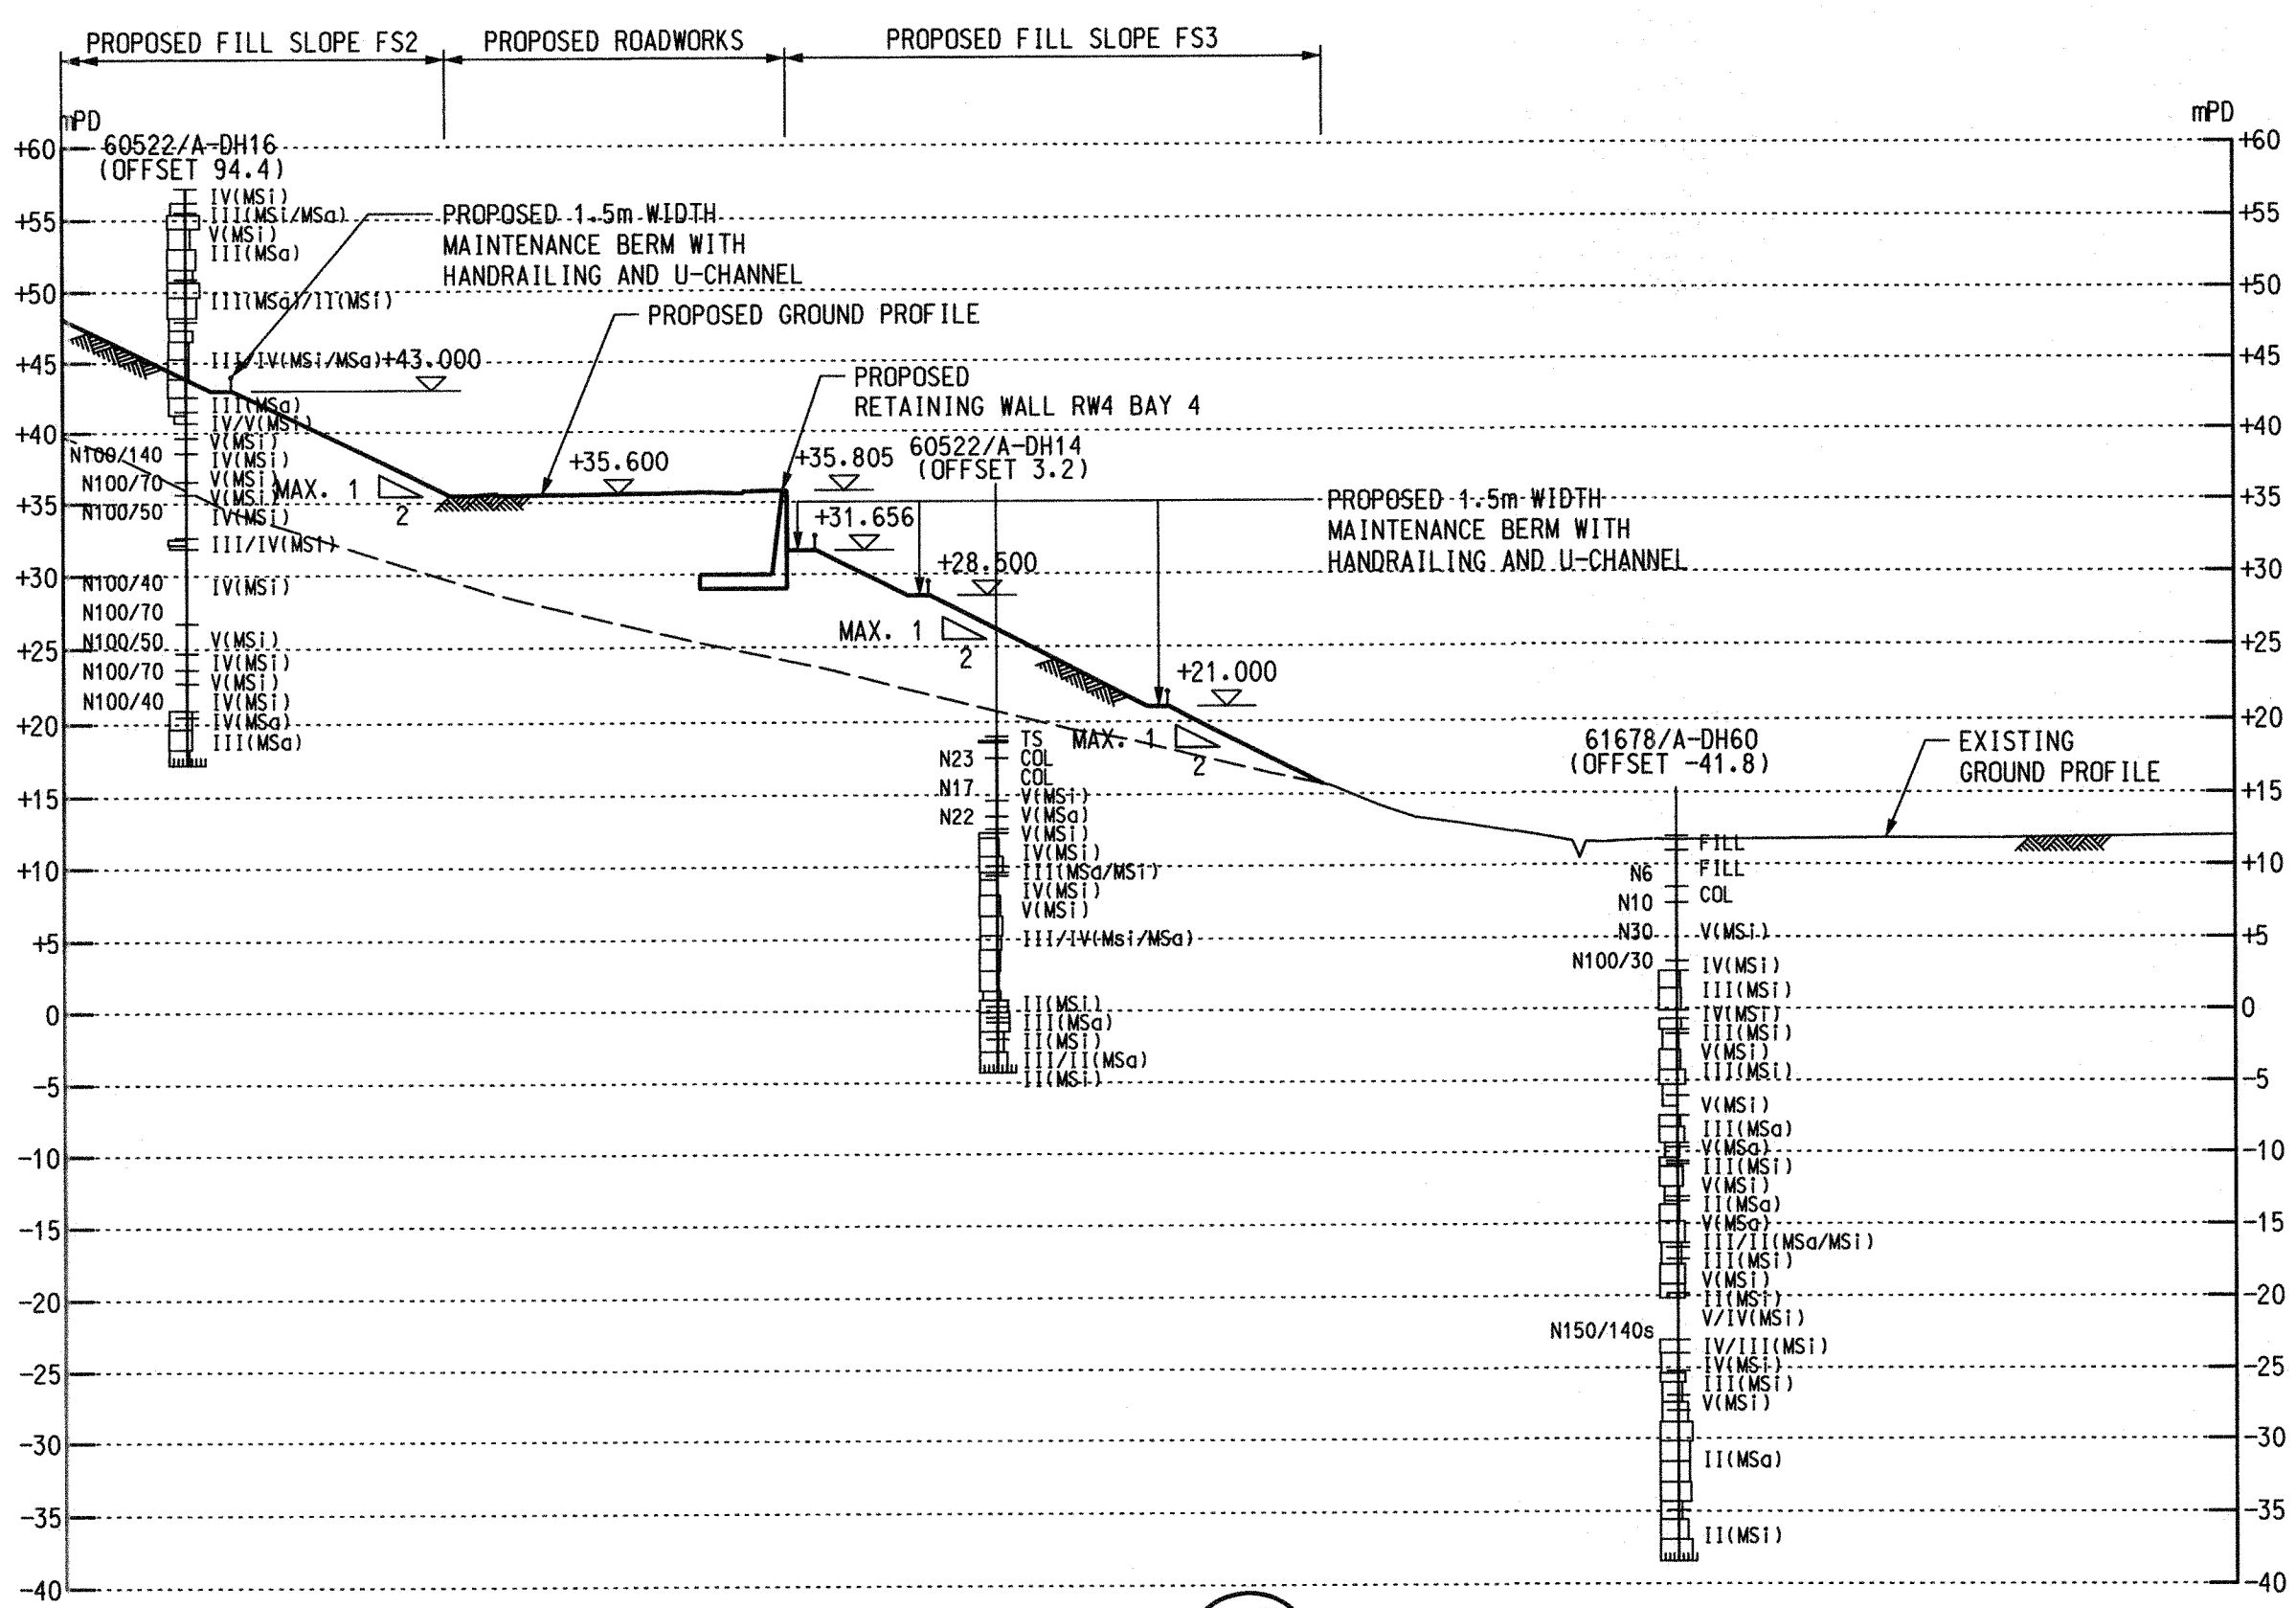 PROPOSED FILL SLOPE FS2
PROPOSED ROADWORKS
PROPOSED FILL SLOPE FS3
mPD
mPD
+60
+55
+50
+45
+40
+35
+30
+25
+20
+15
+10
+5
0
-5
-10
-15
-20
-25
-30
-35
-40
60522/A-DH16
(OFFSET 94.4)
IV(MSi)
III(MSi/MSa)
V(MSi)
III(MSa)
III(MSa)/II(MSi)
III/IV(MSi/MSa)
III(MSa)
IV/V(MSi)
V(MSi)
IV(MSi)
V(MSi)
V(MSi)
IV(MSi)
III/IV(MSi)
IV(MSi)
V(MSi)
IV(MSi)
V(MSi)
IV(MSi)
IV(MSa)
III(MSa)
N100/140
N100/70
N100/50
N100/40
N100/70
N100/50
N100/70
N100/40
PROPOSED 1.5m WIDTH
MAINTENANCE BERM WITH
HANDRAILING AND U-CHANNEL
PROPOSED GROUND PROFILE
+43.000
PROPOSED
RETAINING WALL RW4 BAY 4
MAX. 1
2
+35.600
+35.805
+31.656
+28.500
60522/A-DH14
(OFFSET 3.2)
PROPOSED 1.5m WIDTH
MAINTENANCE BERM WITH
HANDRAILING AND U-CHANNEL
MAX. 1
2
+21.000
MAX. 1
2
TS
COL
COL
V(MSi)
V(MSa)
V(MSi)
IV(MSi)
III(MSa/MSi)
IV(MSi)
V(MSi)
III/IV(Msi/MSa)
II(MSi)
III(MSa)
II(MSi)
III/II(MSa)
II(MSi)
N23
N17
N22
61678/A-DH60
(OFFSET -41.8)
EXISTING
GROUND PROFILE
FILL
FILL
COL
V(MSi)
IV(MSi)
III(MSi)
IV(MSi)
III(MSi)
V(MSi)
III(MSi)
V(MSi)
III(MSa)
V(MSa)
III(MSi)
V(MSi)
II(MSa)
V(MSa)
III/II(MSa/MSi)
III(MSi)
V(MSi)
II(MSi)
V/IV(MSi)
IV/III(MSi)
IV(MSi)
III(MSi)
V(MSi)
II(MSa)
II(MSi)
N6
N10
N30
N100/30
N150/140s
+60
+55
+50
+45
+40
+35
+30
+25
+20
+15
+10
+5
0
-5
-10
-15
-20
-25
-30
-35
-40